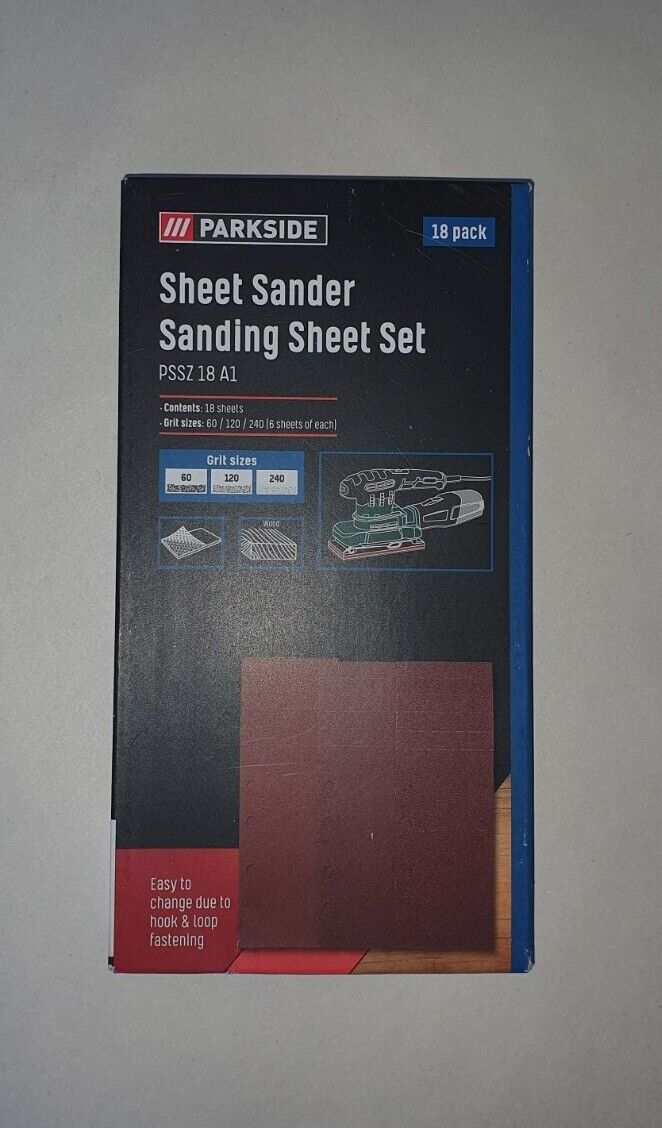 /// PARKSIDE
18 pack
Sheet Sander
Sanding Sheet Set
PSSZ 18 A1
· Contents: 18 sheets
· Grit sizes: 60 / 120 / 240 (6 sheets of each)
Grit sizes
60 120 240
Wood
Easy to
change due to
hook & loop
fastening